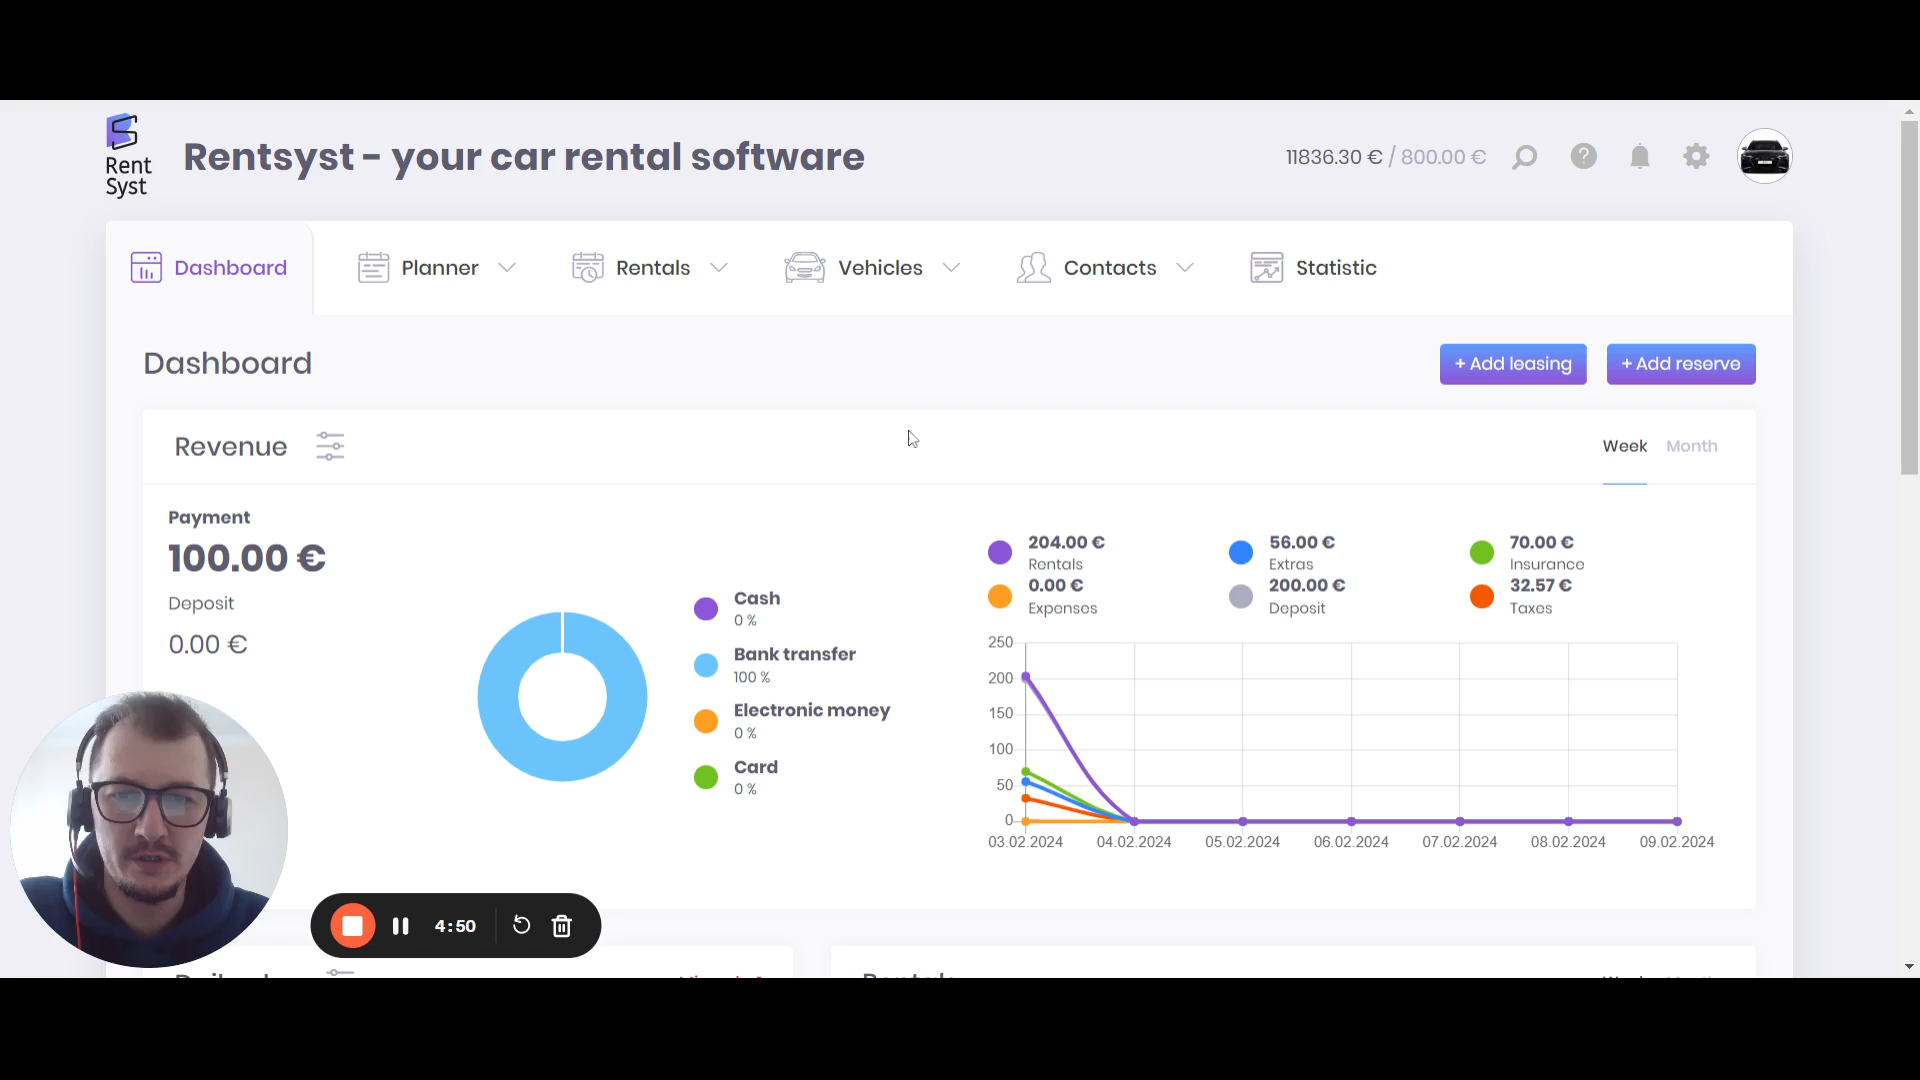 Rent
Syst
Rentsyst - your car rental software
11836.30 € / 800.00 €
Dashboard
Planner
Rentals
Vehicles
Contacts
Statistic
Dashboard
+ Add leasing
+ Add reserve
Revenue
Week
Month
Payment
100.00 €
Deposit
0.00 €
Cash
0 %
Bank transfer
100 %
Electronic money
0 %
Card
0 %
204.00 €
Rentals
56.00 €
Extras
70.00 €
Insurance
0.00 €
Expenses
200.00 €
Deposit
32.57 €
Taxes
250
200
150
100
50
0
03.02.2024
04.02.2024
05.02.2024
06.02.2024
07.02.2024
08.02.2024
09.02.2024
4:50
Rentals